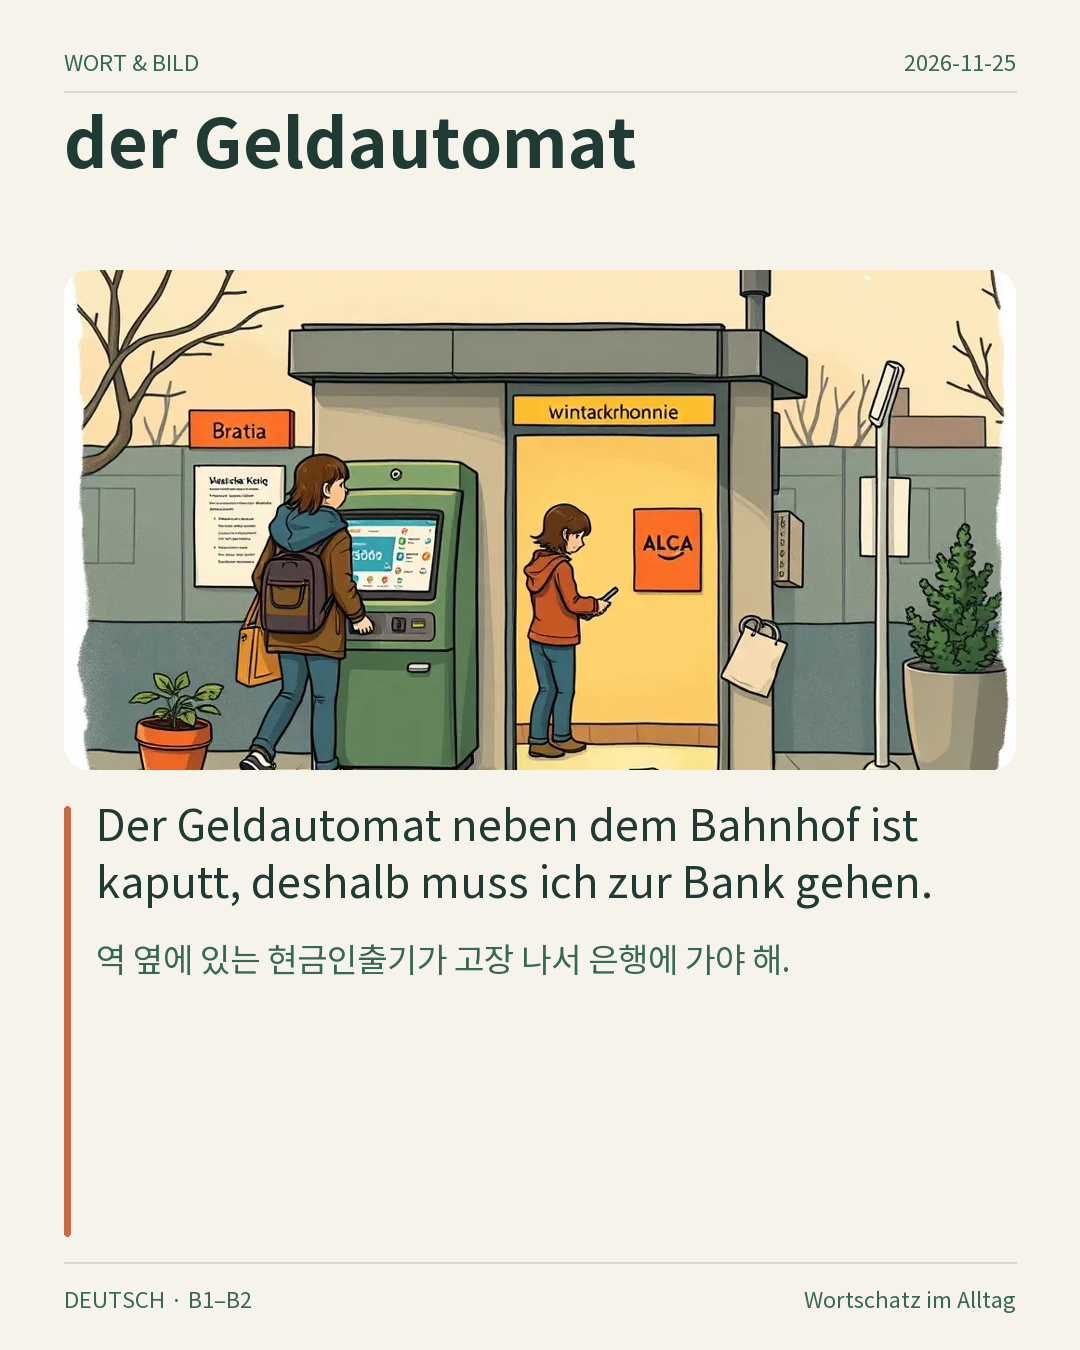 WORT & BILD
2026-11-25
der Geldautomat
Bratia
wintackrhonnie
ALCA
Der Geldautomat neben dem Bahnhof ist
kaputt, deshalb muss ich zur Bank gehen.
역 옆에 있는 현금인출기가 고장 나서 은행에 가야 해.
DEUTSCH · B1–B2
Wortschatz im Alltag